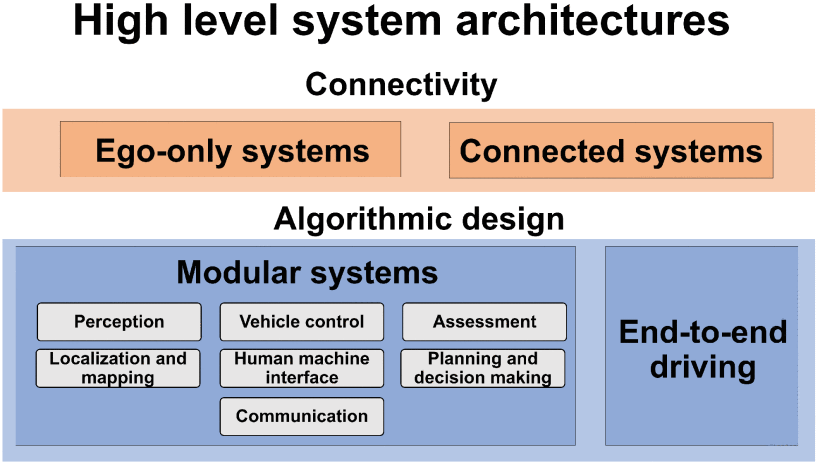 High level system architectures
Connectivity
Ego-only systems
Connected systems
Algorithmic design
Modular systems
Perception
Vehicle control
Assessment
Localization and
mapping
Human machine
interface
Planning and
decision making
Communication
End-to-end
driving